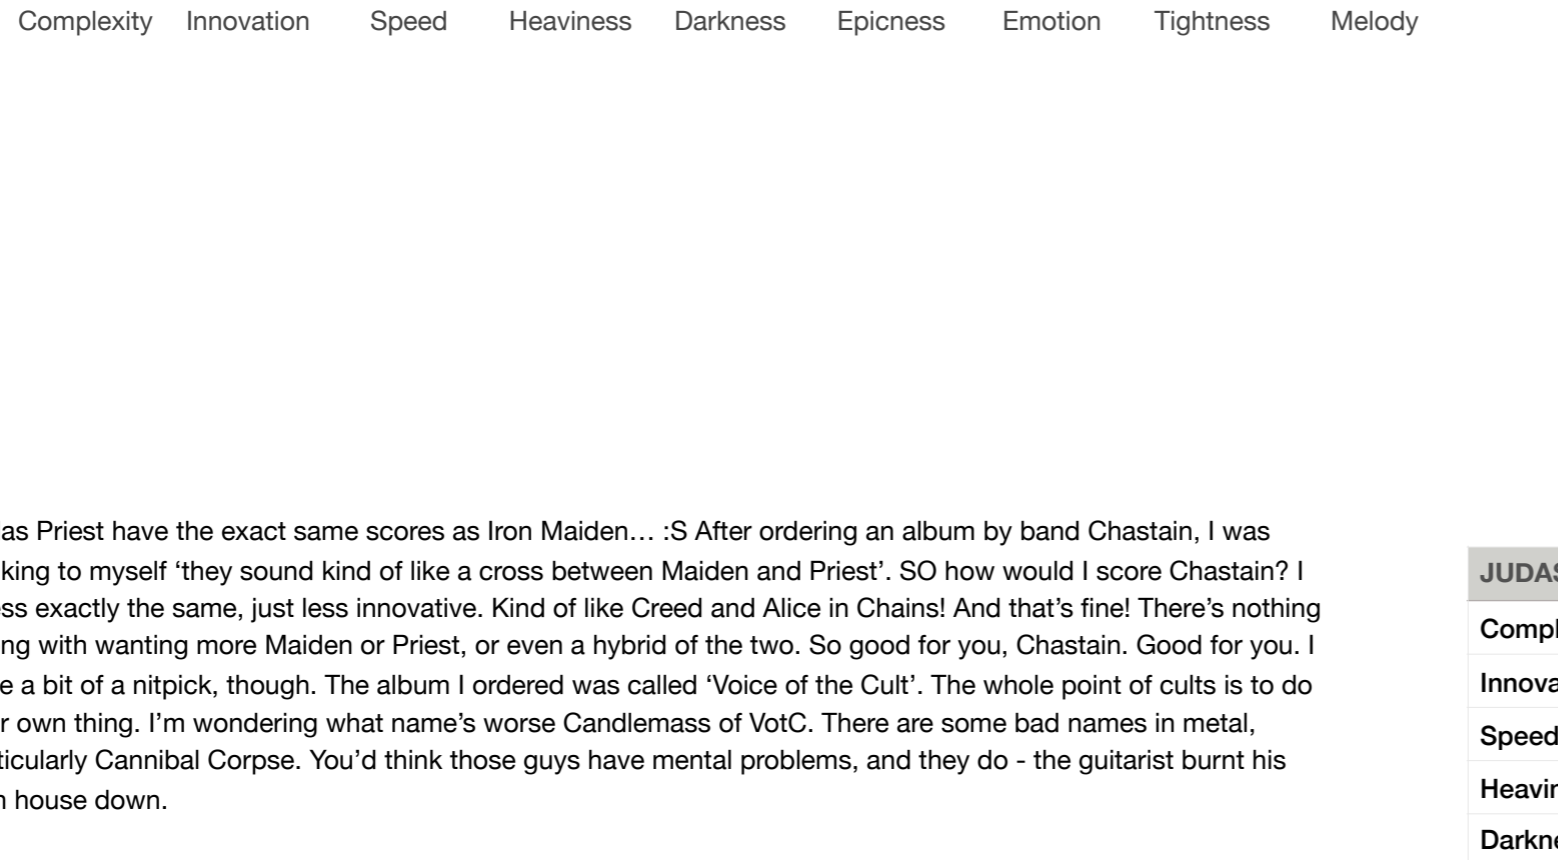 Complexity Innovation Speed Heaviness Darkness Epicness Emotion Tightness Melody
as Priest have the exact same scores as Iron Maiden… :S After ordering an album by band Chastain, I was
king to myself ‘they sound kind of like a cross between Maiden and Priest’. SO how would I score Chastain? I
ss exactly the same, just less innovative. Kind of like Creed and Alice in Chains! And that’s fine! There’s nothing
ng with wanting more Maiden or Priest, or even a hybrid of the two. So good for you, Chastain. Good for you. I
e a bit of a nitpick, though. The album I ordered was called ‘Voice of the Cult’. The whole point of cults is to do
r own thing. I’m wondering what name’s worse Candlemass of VotC. There are some bad names in metal,
ticularly Cannibal Corpse. You’d think those guys have mental problems, and they do - the guitarist burnt his
n house down.
JUDAS
Compl
Innova
Speed
Heavin
Darkne